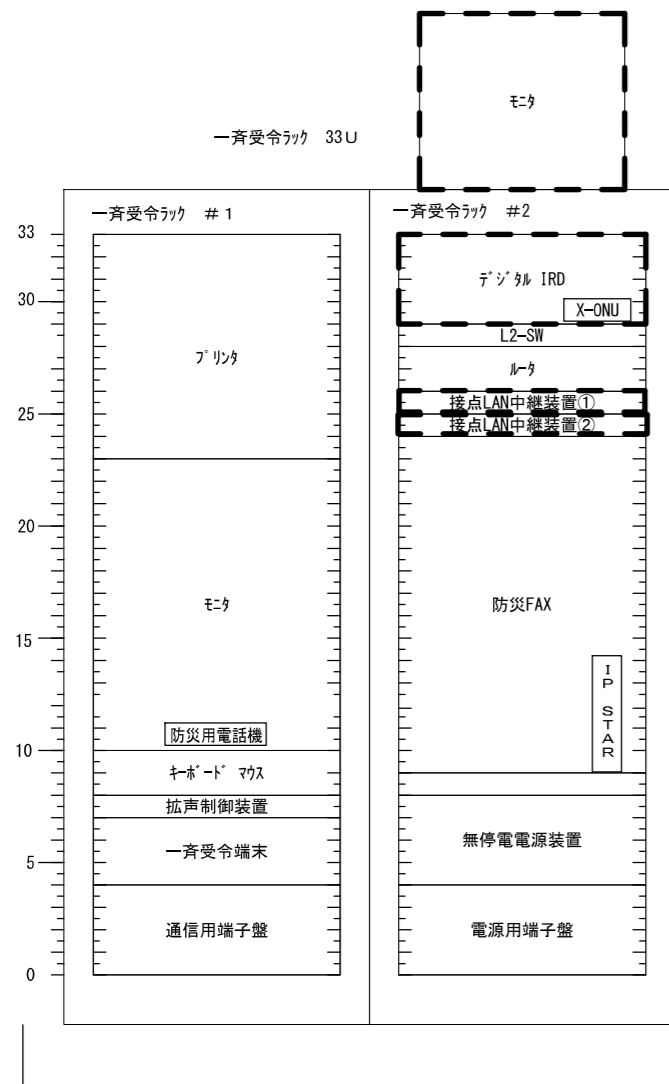 ﾓﾆﾀ
一斉受令ﾗｯｸ 33U
一斉受令ﾗｯｸ #1
一斉受令ﾗｯｸ #2
33
30
25
20
15
10
5
0
ﾌﾟﾘﾝﾀ
ﾓﾆﾀ
防災用電話機
ｷｰﾎﾞｰﾄﾞ ﾏｳｽ
拡声制御装置
一斉受令端末
通信用端子盤
ﾃﾞｼﾞﾀﾙ IRD
X-ONU
L2-SW
ﾙｰﾀ
接点LAN中継装置①
接点LAN中継装置②
防災FAX
IP STAR
無停電電源装置
電源用端子盤